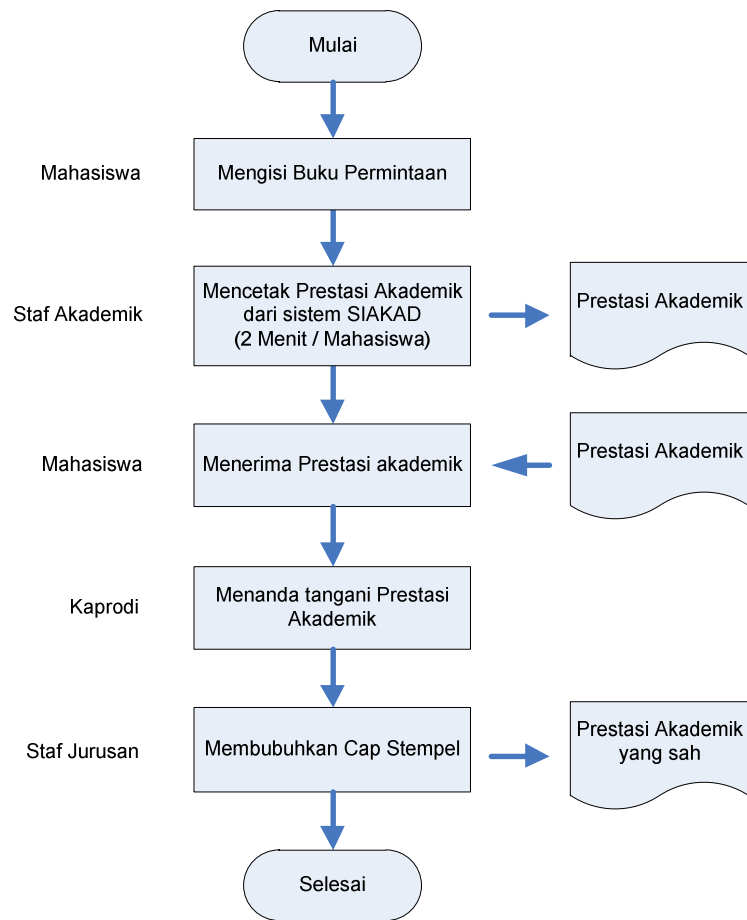 Mulai
Mahasiswa
Mengisi Buku Permintaan
Staf Akademik
Mencetak Prestasi Akademik
dari sistem SIAKAD
(2 Menit / Mahasiswa)
Prestasi Akademik
Mahasiswa
Menerima Prestasi akademik
Prestasi Akademik
Kaprodi
Menanda tangani Prestasi
Akademik
Staf Jurusan
Membubuhkan Cap Stempel
Prestasi Akademik
yang sah
Selesai